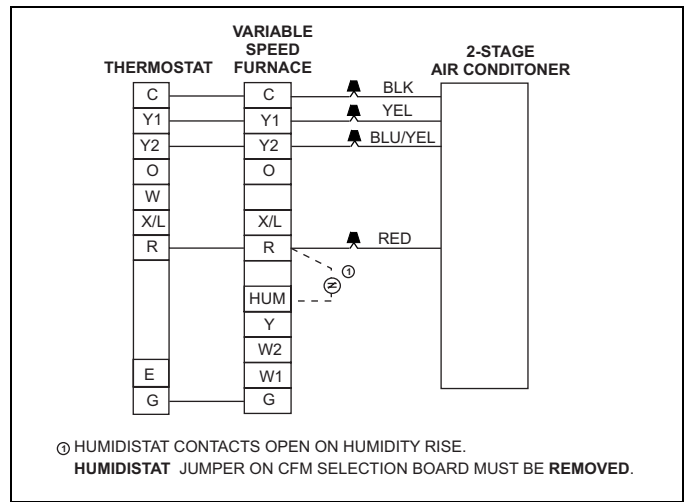 VARIABLE
SPEED
FURNACE
THERMOSTAT
2-STAGE
AIR CONDITONER
C C BLK
Y1 Y1 YEL
Y2 Y2 BLU/YEL
O O
W
X/L X/L
R R RED
①
HUM
Y
W2
E W1
G G
① HUMIDISTAT CONTACTS OPEN ON HUMIDITY RISE.
HUMIDISTAT JUMPER ON CFM SELECTION BOARD MUST BE REMOVED.